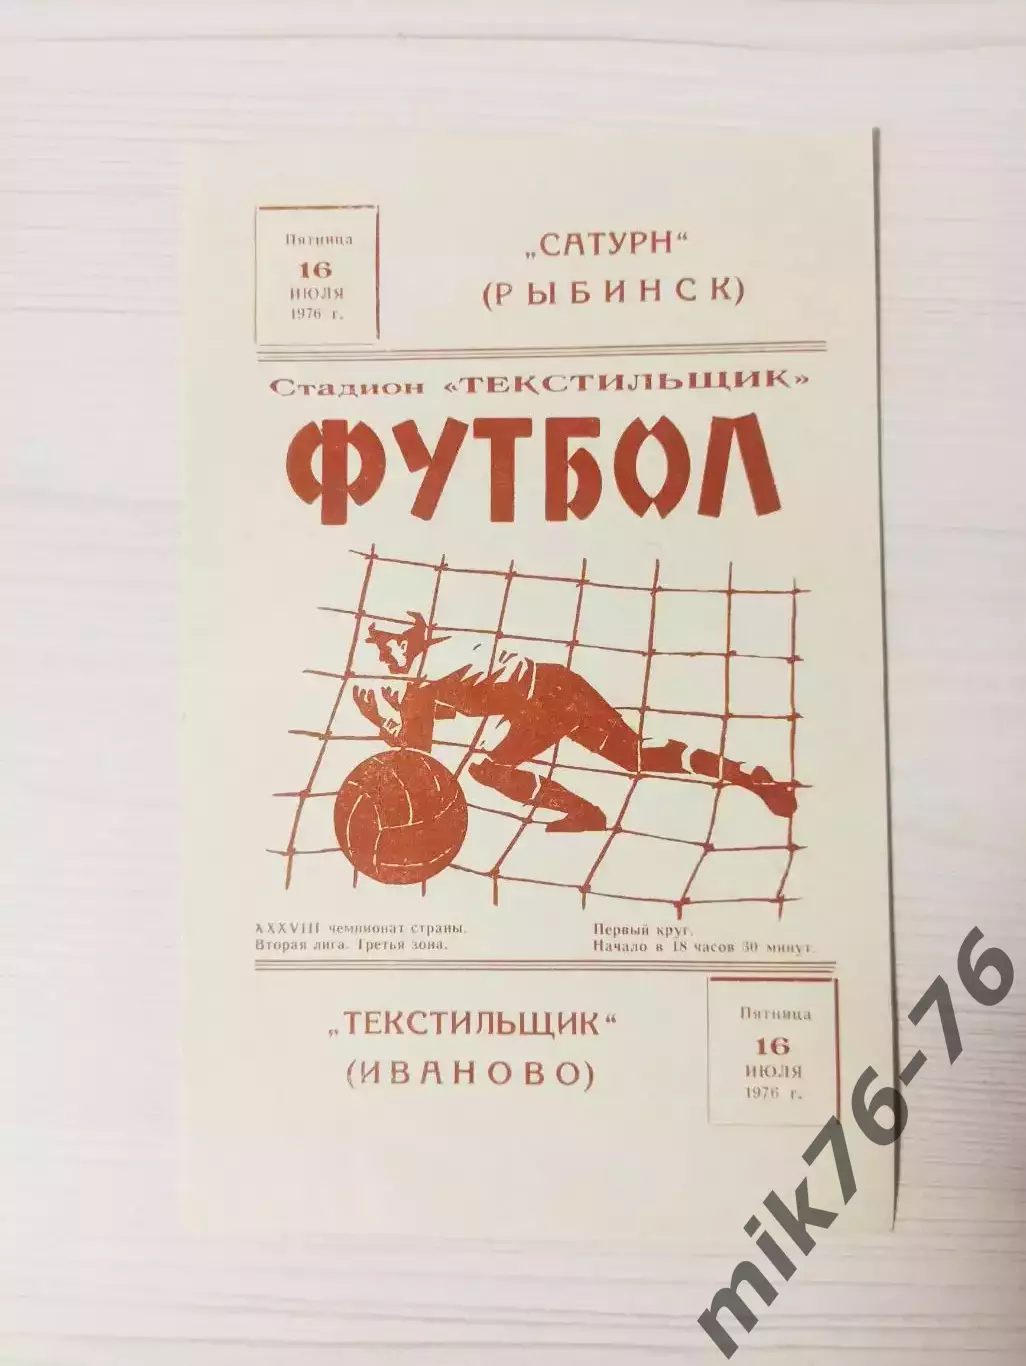 Пятница
16
ИЮЛЯ
1976 г.
„САТУРН“
(РЫБИНСК)
Стадион «ТЕКСТИЛЬЩИК»
ФУТБОЛ
XXXVIII чемпионат страны.
Вторая лига. Третья зона.
Первый круг.
Начало в 18 часов 30 минут.
„ТЕКСТИЛЬЩИК“
(ИВАНОВО)
Пятница
16
ИЮЛЯ
1976 г.
mik76-76